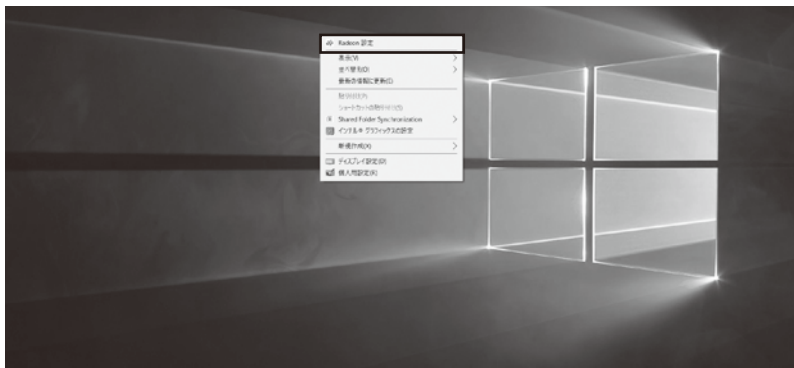 Radeon 設定
表示(V)
並べ替え(O)
最新の情報に更新(E)
貼り付け(P)
ショートカットの貼り付け(S)
Shared Folder Synchronization
インテル® グラフィックスの設定
新規作成(X)
ディスプレイ設定(D)
個人用設定(R)